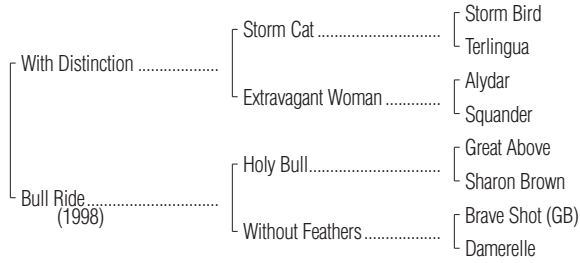 Storm Bird
Storm Cat ..................
Terlingua
With Distinction ..................
Alydar
Extravagant Woman .............
Squander
Great Above
Holy Bull....................
Sharon Brown
Bull Ride.............................
(1998)
Brave Shot (GB)
Without Feathers .................
Damerelle